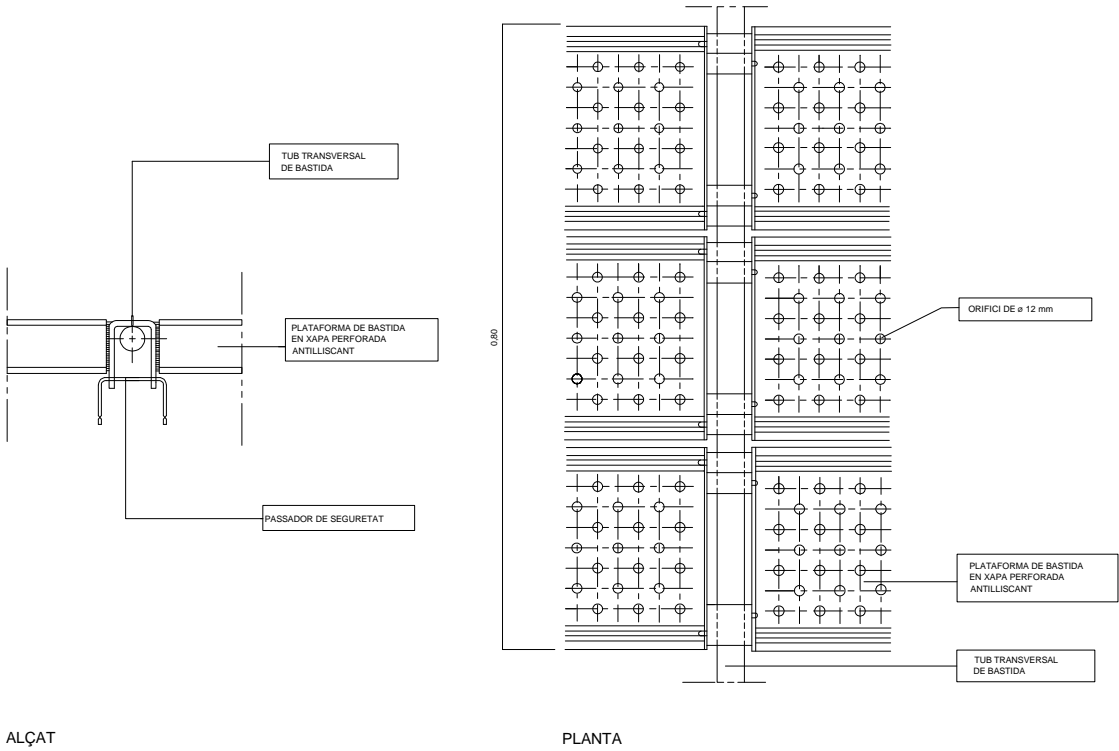 TUB TRANSVERSAL
DE BASTIDA
PLATAFORMA DE BASTIDA
EN XAPA PERFORADA
ANTILLISCANT
PASSADOR DE SEGURETAT
ALÇAT
0,80
ORIFICI DE ø 12 mm
PLATAFORMA DE BASTIDA
EN XAPA PERFORADA
ANTILLISCANT
TUB TRANSVERSAL
DE BASTIDA
PLANTA